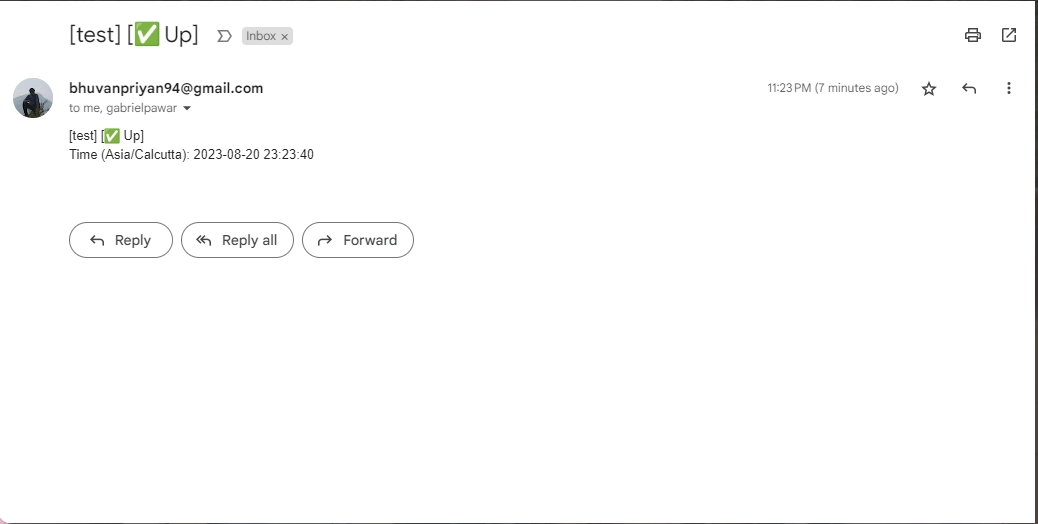 [test] [✅ Up] Inbox ×
bhuvanpriyan94@gmail.com 11:23 PM (7 minutes ago)
to me, gabrielpawar
[test] [✅ Up]
Time (Asia/Calcutta): 2023-08-20 23:23:40
Reply Reply all Forward